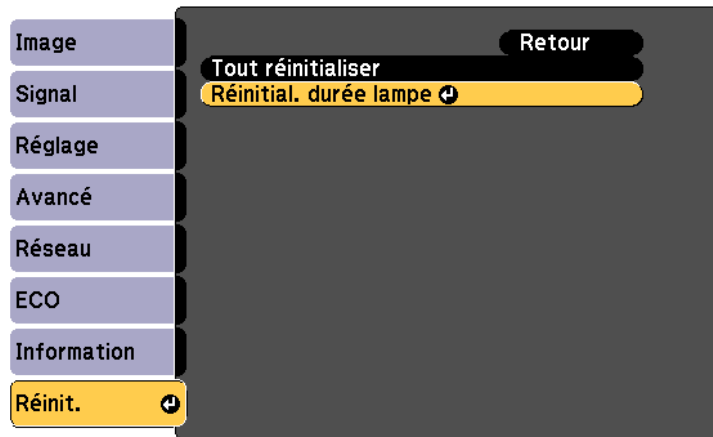 Image
Signal
Réglage
Avancé
Réseau
ECO
Information
Réinit.
Retour
Tout réinitialiser
Réinitial. durée lampe